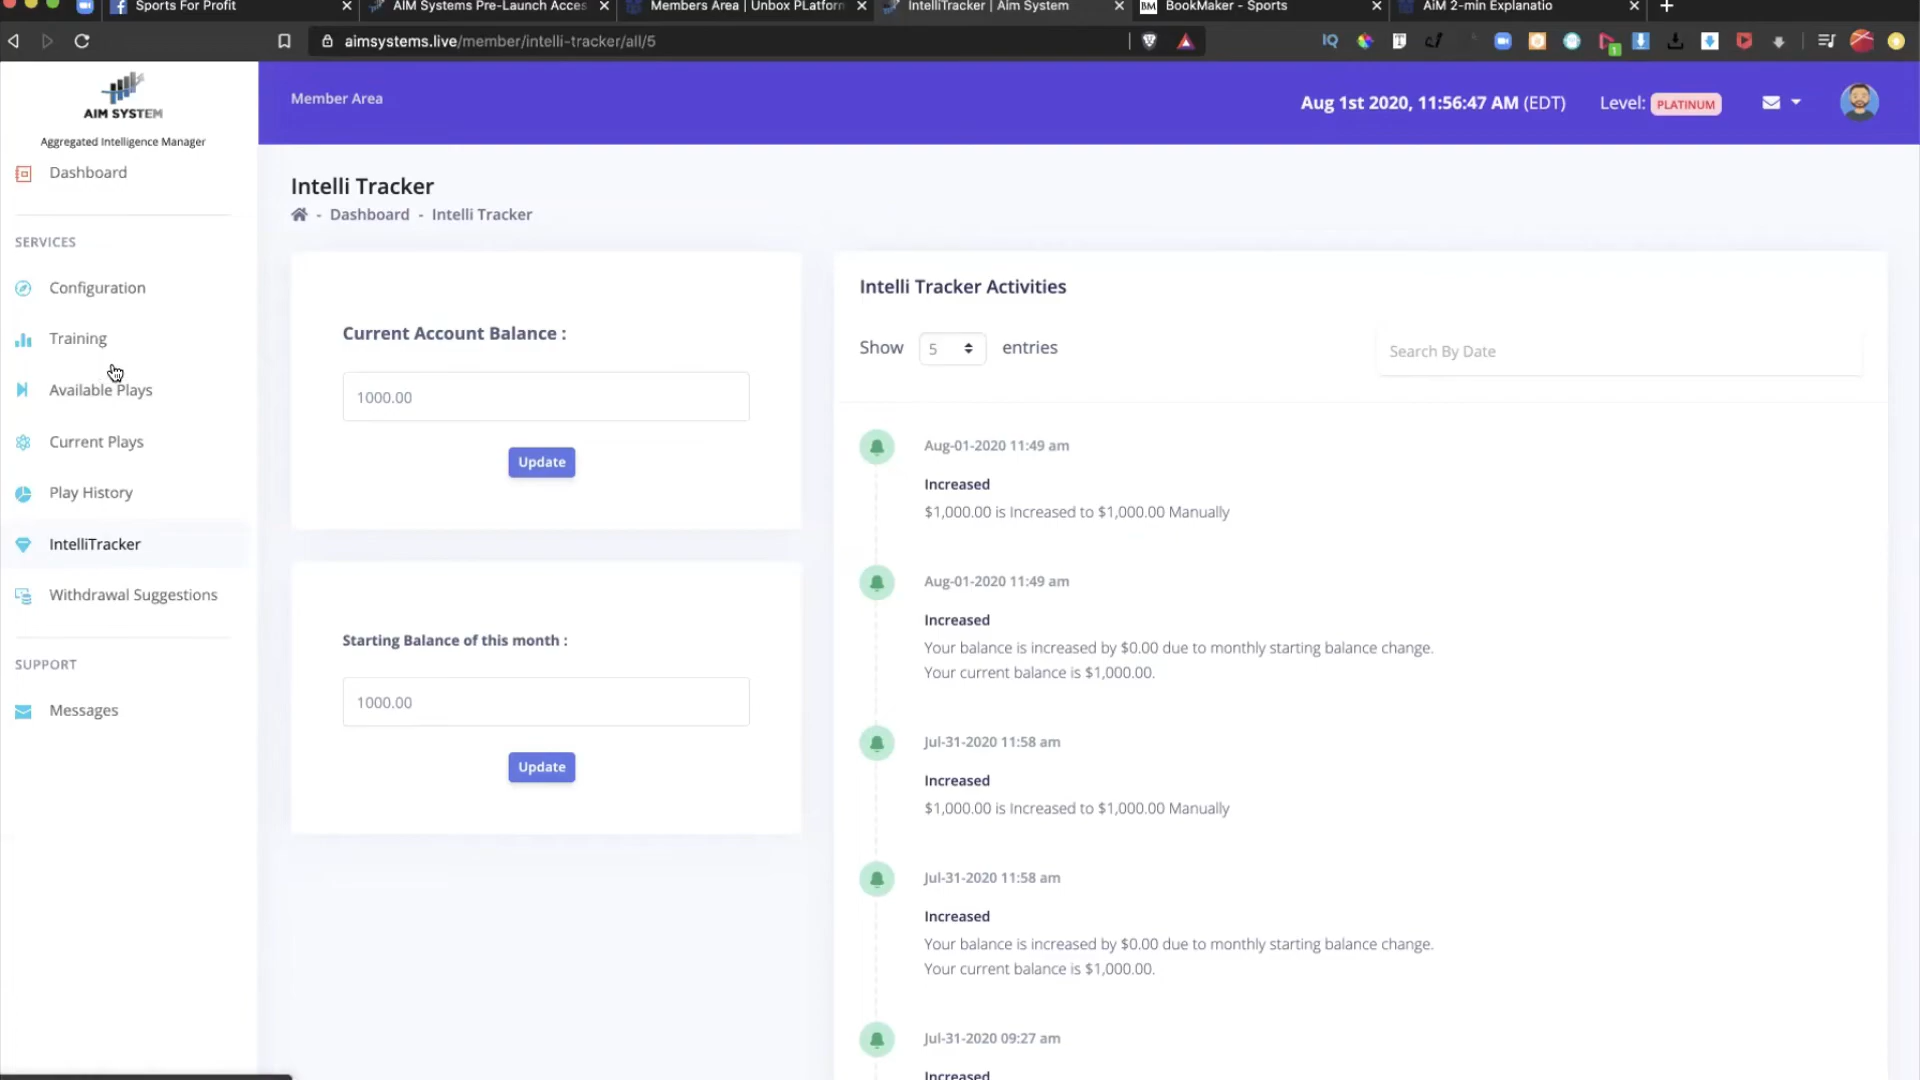 Sports For Profit
AIM Systems Pre-Launch Acces
Members Area | Unbox PLatform
IntelliTracker | Aim System
BM BookMaker - Sports
AiM 2-min Explanatio
aimsystems.live/member/intelli-tracker/all/5
IQ
AIM SYSTEM
Aggregated Intelligence Manager
Member Area
Aug 1st 2020, 11:56:47 AM (EDT)
Level: PLATINUM
Dashboard
SERVICES
Configuration
Training
Available Plays
Current Plays
Play History
IntelliTracker
Withdrawal Suggestions
SUPPORT
Messages
Intelli Tracker
- Dashboard - Intelli Tracker
Current Account Balance :
1000.00
Update
Starting Balance of this month :
1000.00
Update
Intelli Tracker Activities
Show 5 entries
Search By Date
Aug-01-2020 11:49 am
Increased
$1,000.00 is Increased to $1,000.00 Manually
Aug-01-2020 11:49 am
Increased
Your balance is increased by $0.00 due to monthly starting balance change.
Your current balance is $1,000.00.
Jul-31-2020 11:58 am
Increased
$1,000.00 is Increased to $1,000.00 Manually
Jul-31-2020 11:58 am
Increased
Your balance is increased by $0.00 due to monthly starting balance change.
Your current balance is $1,000.00.
Jul-31-2020 09:27 am
Increased